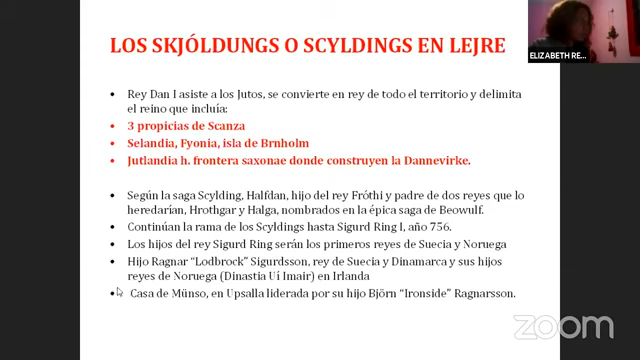 LOS SKJÓLDUNGS O SCYLDINGS EN LEJRE
ELIZABETH RE...
• Rey Dan I asiste a los Jutos, se convierte en rey de todo el territorio y delimita
el reino que incluía:
• 3 propicias de Scanza
• Selandia, Fyonia, isla de Brnholm
• Jutlandia h. frontera saxonae donde construyen la Dannevirke.
• Según la saga Scylding, Halfdan, hijo del rey Fróthi y padre de dos reyes que lo
heredarían, Hrothgar y Halga, nombrados en la épica saga de Beowulf.
• Continúan la rama de los Scyldings hasta Sigurd Ring I, año 756.
• Los hijos del rey Sigurd Ring serán los primeros reyes de Suecia y Noruega
• Hijo Ragnar “Lodbrock” Sigurdsson, rey de Suecia y Dinamarca y sus hijos
reyes de Noruega (Dinastia Uí Imair) en Irlanda
• Casa de Münso, en Upsalla liderada por su hijo Björn “Ironside” Ragnarsson.
zoom